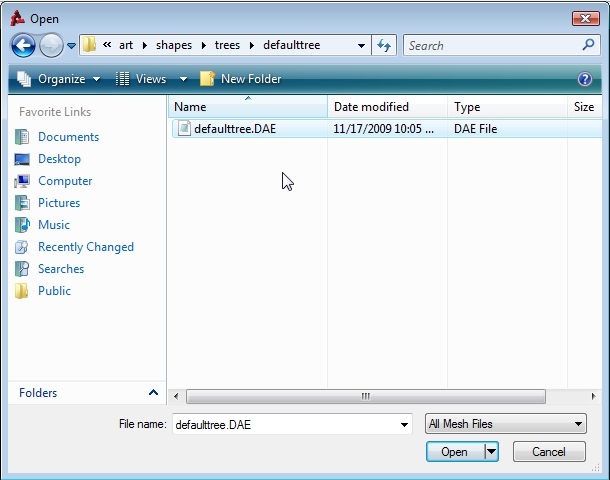 Open
« art › shapes › trees › defaulttree
Search
Organize Views New Folder
Favorite Links
Documents
Desktop
Computer
Pictures
Music
Recently Changed
Searches
Public
Folders
Name Date modified Type Size
defaulttree.DAE 11/17/2009 10:05 ... DAE File
File name: defaulttree.DAE All Mesh Files
Open Cancel